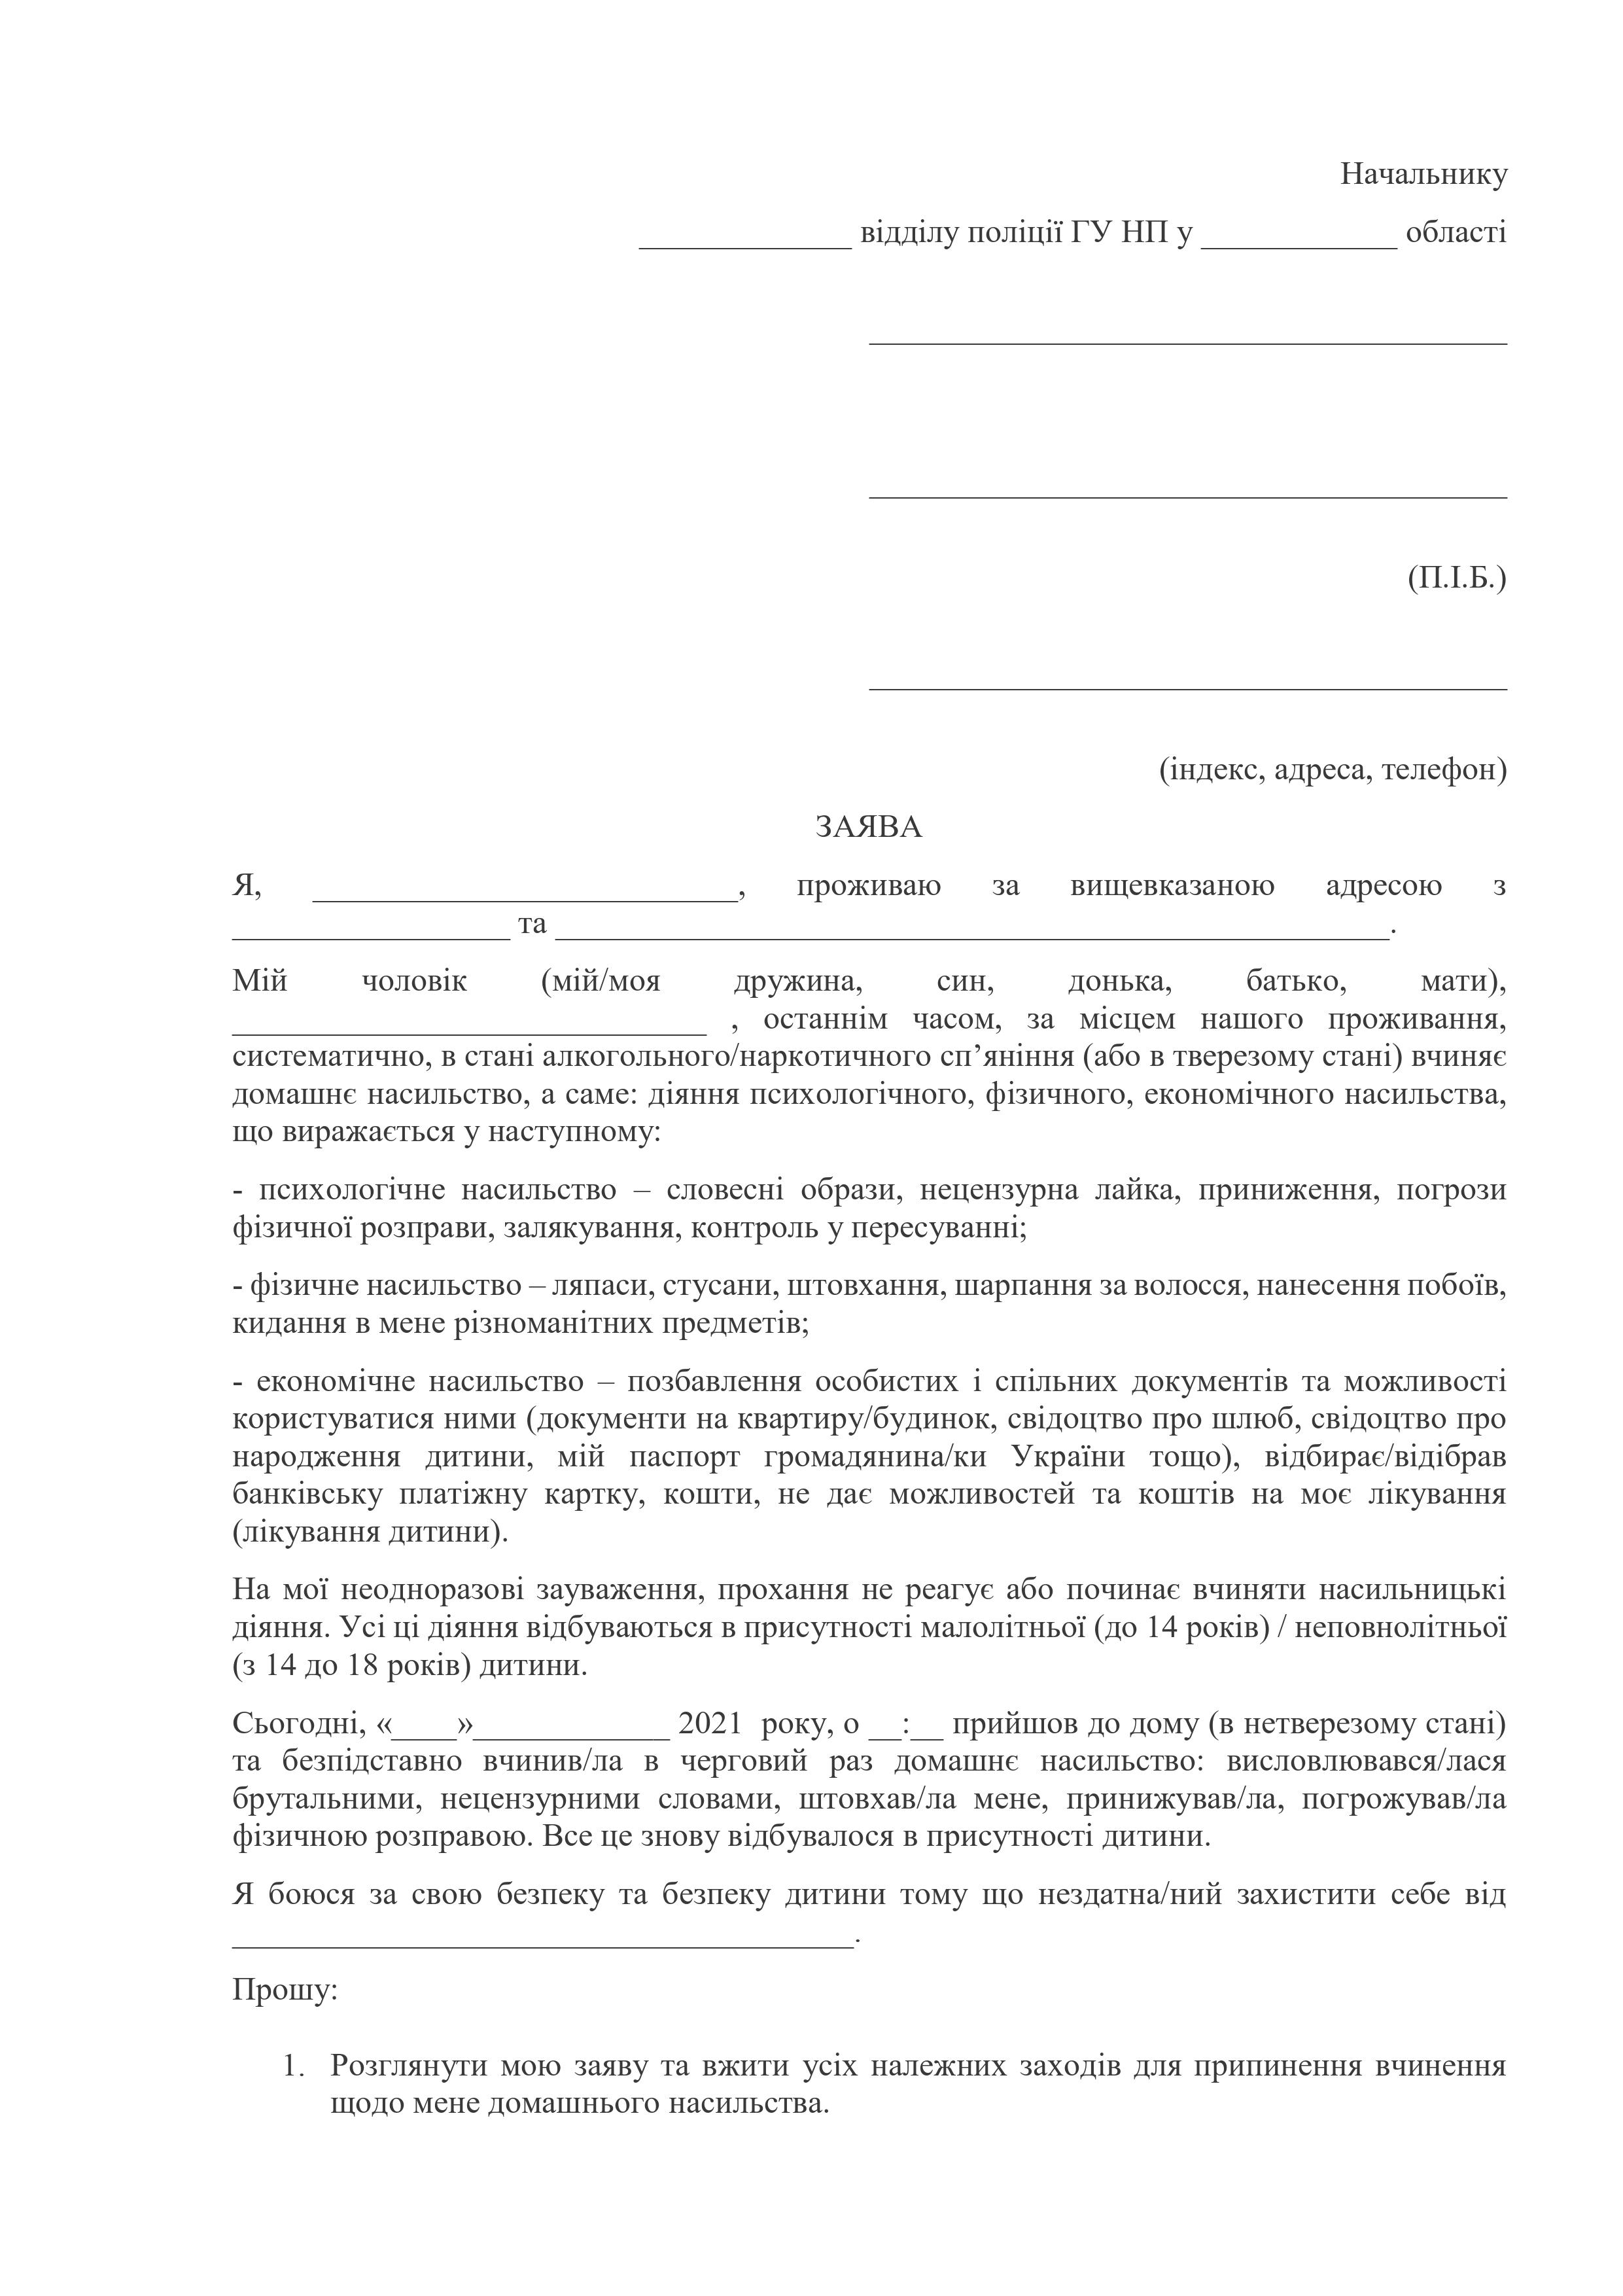 Начальнику
_____________ відділу поліції ГУ НП у ____________ області
_______________________________________
_______________________________________
(П.І.Б.)
_______________________________________
(індекс, адреса, телефон)
ЗАЯВА
Я, __________________________, проживаю за вищевказаною адресою з
_________________ та ___________________________________________________.
Мій чоловік (мій/моя дружина, син, донька, батько, мати),
_____________________________ , останнім часом, за місцем нашого проживання,
систематично, в стані алкогольного/наркотичного сп’яніння (або в тверезому стані) вчиняє
домашнє насильство, а саме: діяння психологічного, фізичного, економічного насильства,
що виражається у наступному:
- психологічне насильство – словесні образи, нецензурна лайка, приниження, погрози
фізичної розправи, залякування, контроль у пересуванні;
- фізичне насильство – ляпаси, стусани, штовхання, шарпання за волосся, нанесення побоїв,
кидання в мене різноманітних предметів;
- економічне насильство – позбавлення особистих і спільних документів та можливості
користуватися ними (документи на квартиру/будинок, свідоцтво про шлюб, свідоцтво про
народження дитини, мій паспорт громадянина/ки України тощо), відбирає/відібрав
банківську платіжну картку, кошти, не дає можливостей та коштів на моє лікування
(лікування дитини).
На мої неодноразові зауваження, прохання не реагує або починає вчиняти насильницькі
діяння. Усі ці діяння відбуваються в присутності малолітньої (до 14 років) / неповнолітньої
(з 14 до 18 років) дитини.
Сьогодні, «____»____________ 2021 року, о __:__ прийшов до дому (в нетверезому стані)
та безпідставно вчинив/ла в черговий раз домашнє насильство: висловлювався/лася
брутальними, нецензурними словами, штовхав/ла мене, принижував/ла, погрожував/ла
фізичною розправою. Все це знову відбувалося в присутності дитини.
Я боюся за свою безпеку та безпеку дитини тому що нездатна/ний захистити себе від
______________________________________.
Прошу:
1. Розглянути мою заяву та вжити усіх належних заходів для припинення вчинення
щодо мене домашнього насильства.